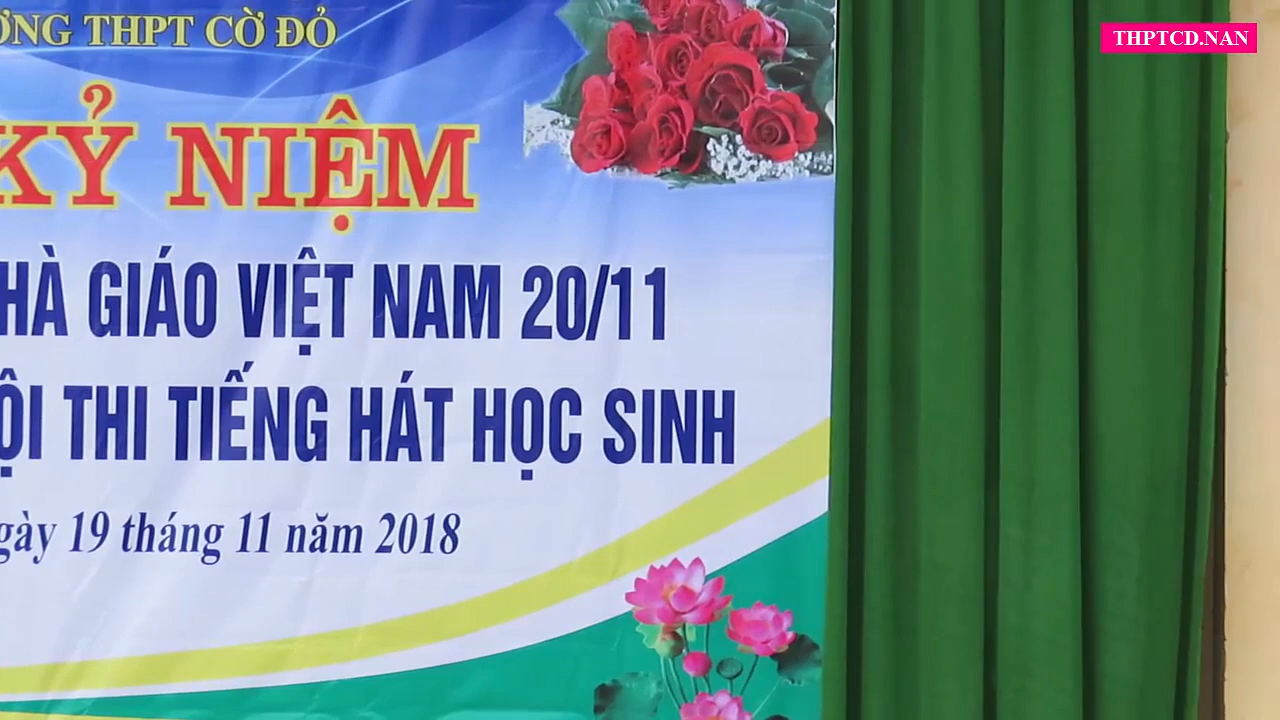 THPTCD.NAN
ƠNG THPT CỜ ĐỎ
KỶ NIỆM
HÀ GIÁO VIỆT NAM 20/11
ỘI THI TIẾNG HÁT HỌC SINH
gày 19 tháng 11 năm 2018